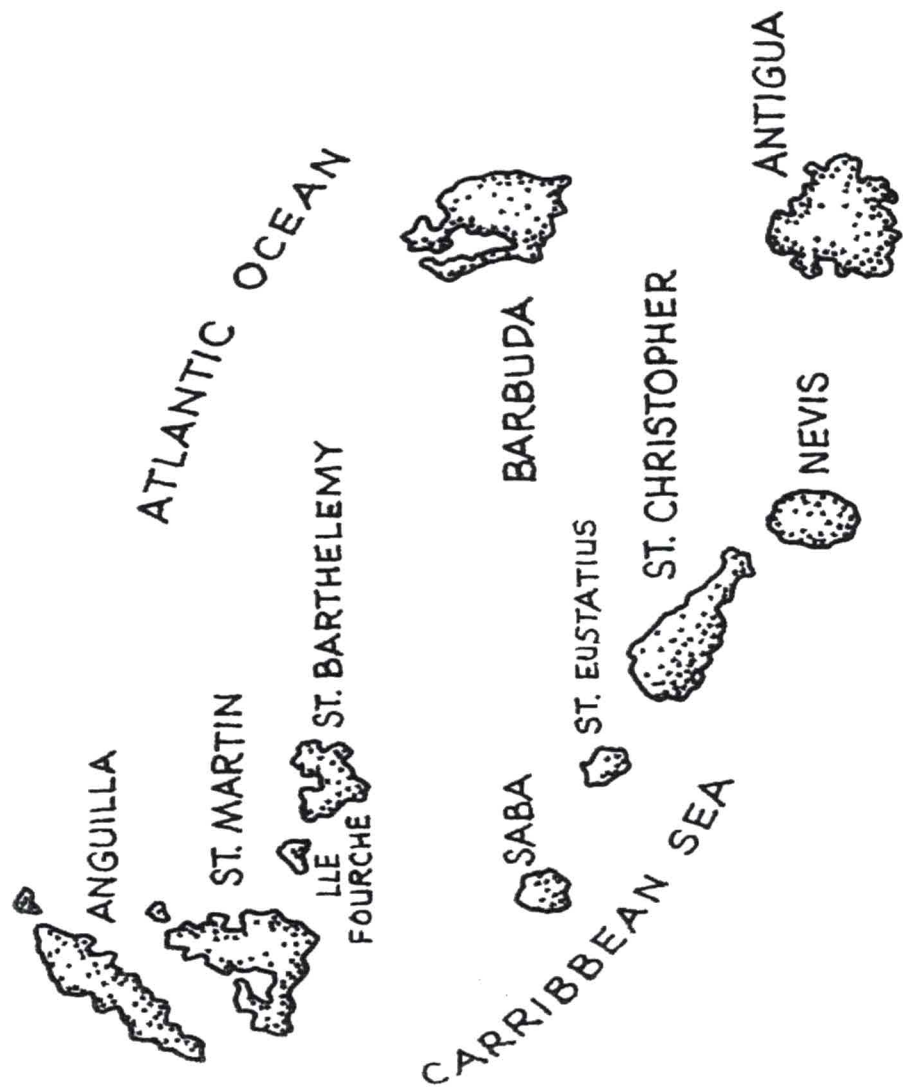 ANGUILLA
ATLANTIC OCEAN
ST. MARTIN
ST. BARTHELEMY
LLE
FOURCHE
BARBUDA
SABA
ST. EUSTATIUS
ST. CHRISTOPHER
CARRIBBEAN SEA
NEVIS
ANTIGUA